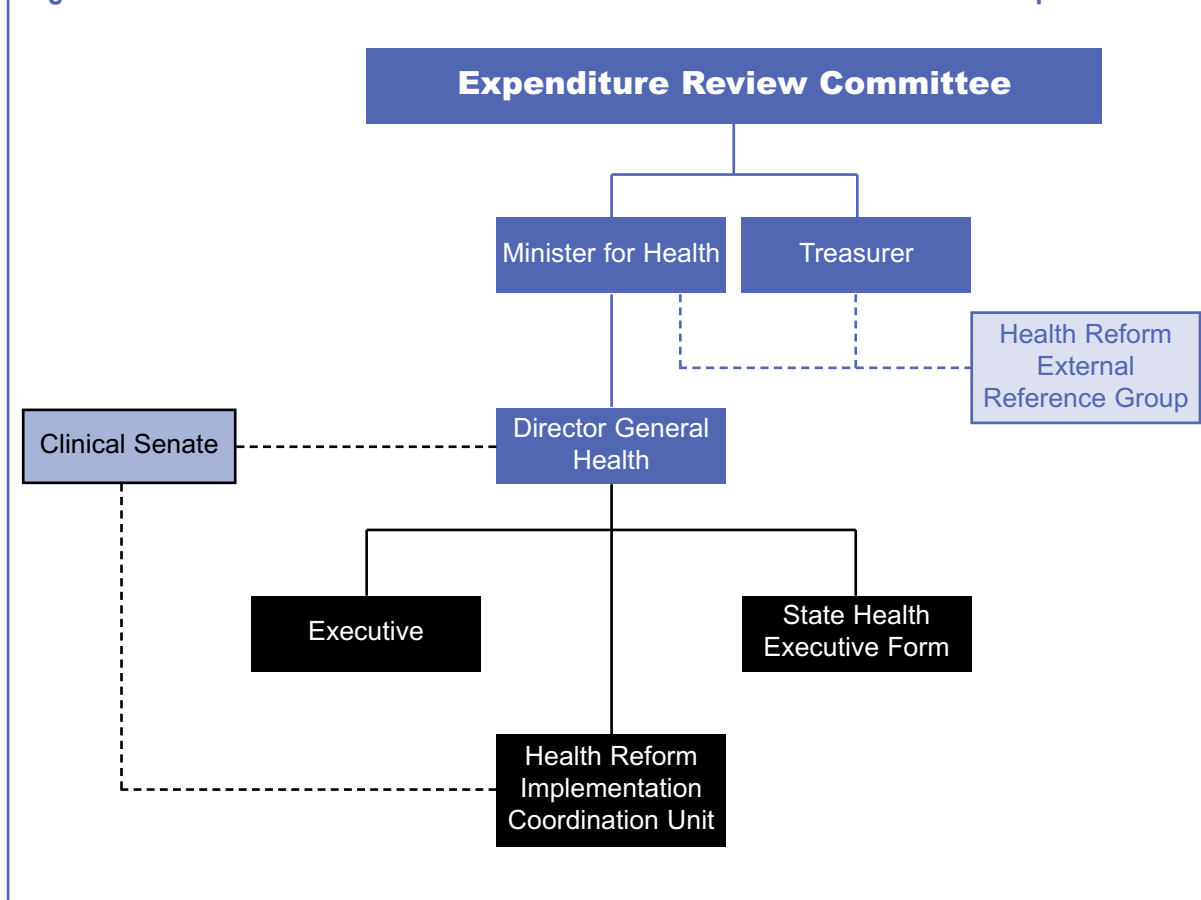 Expenditure Review Committee
Minister for Health
Treasurer
Health Reform
External
Reference Group
Clinical Senate
Director General
Health
Executive
State Health
Executive Form
Health Reform
Implementation
Coordination Unit